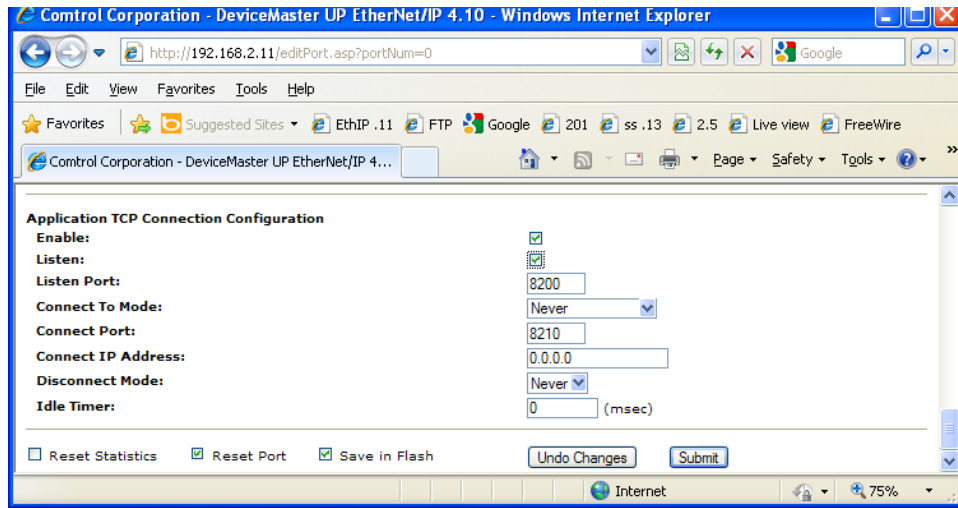 Comtrol Corporation - DeviceMaster UP EtherNet/IP 4.10 - Windows Internet Explorer
http://192.168.2.11/editPort.asp?portNum=0 Google
File Edit View Favorites Tools Help
Favorites Suggested Sites EthIP .11 FTP Google 201 ss .13 2.5 Live view FreeWire
Comtrol Corporation - DeviceMaster UP EtherNet/IP 4... Page Safety Tools »
Application TCP Connection Configuration
Enable:
Listen:
Listen Port: 8200
Connect To Mode: Never
Connect Port: 8210
Connect IP Address: 0.0.0.0
Disconnect Mode: Never
Idle Timer: 0 (msec)
Reset Statistics Reset Port Save in Flash Undo Changes Submit
Internet 75%